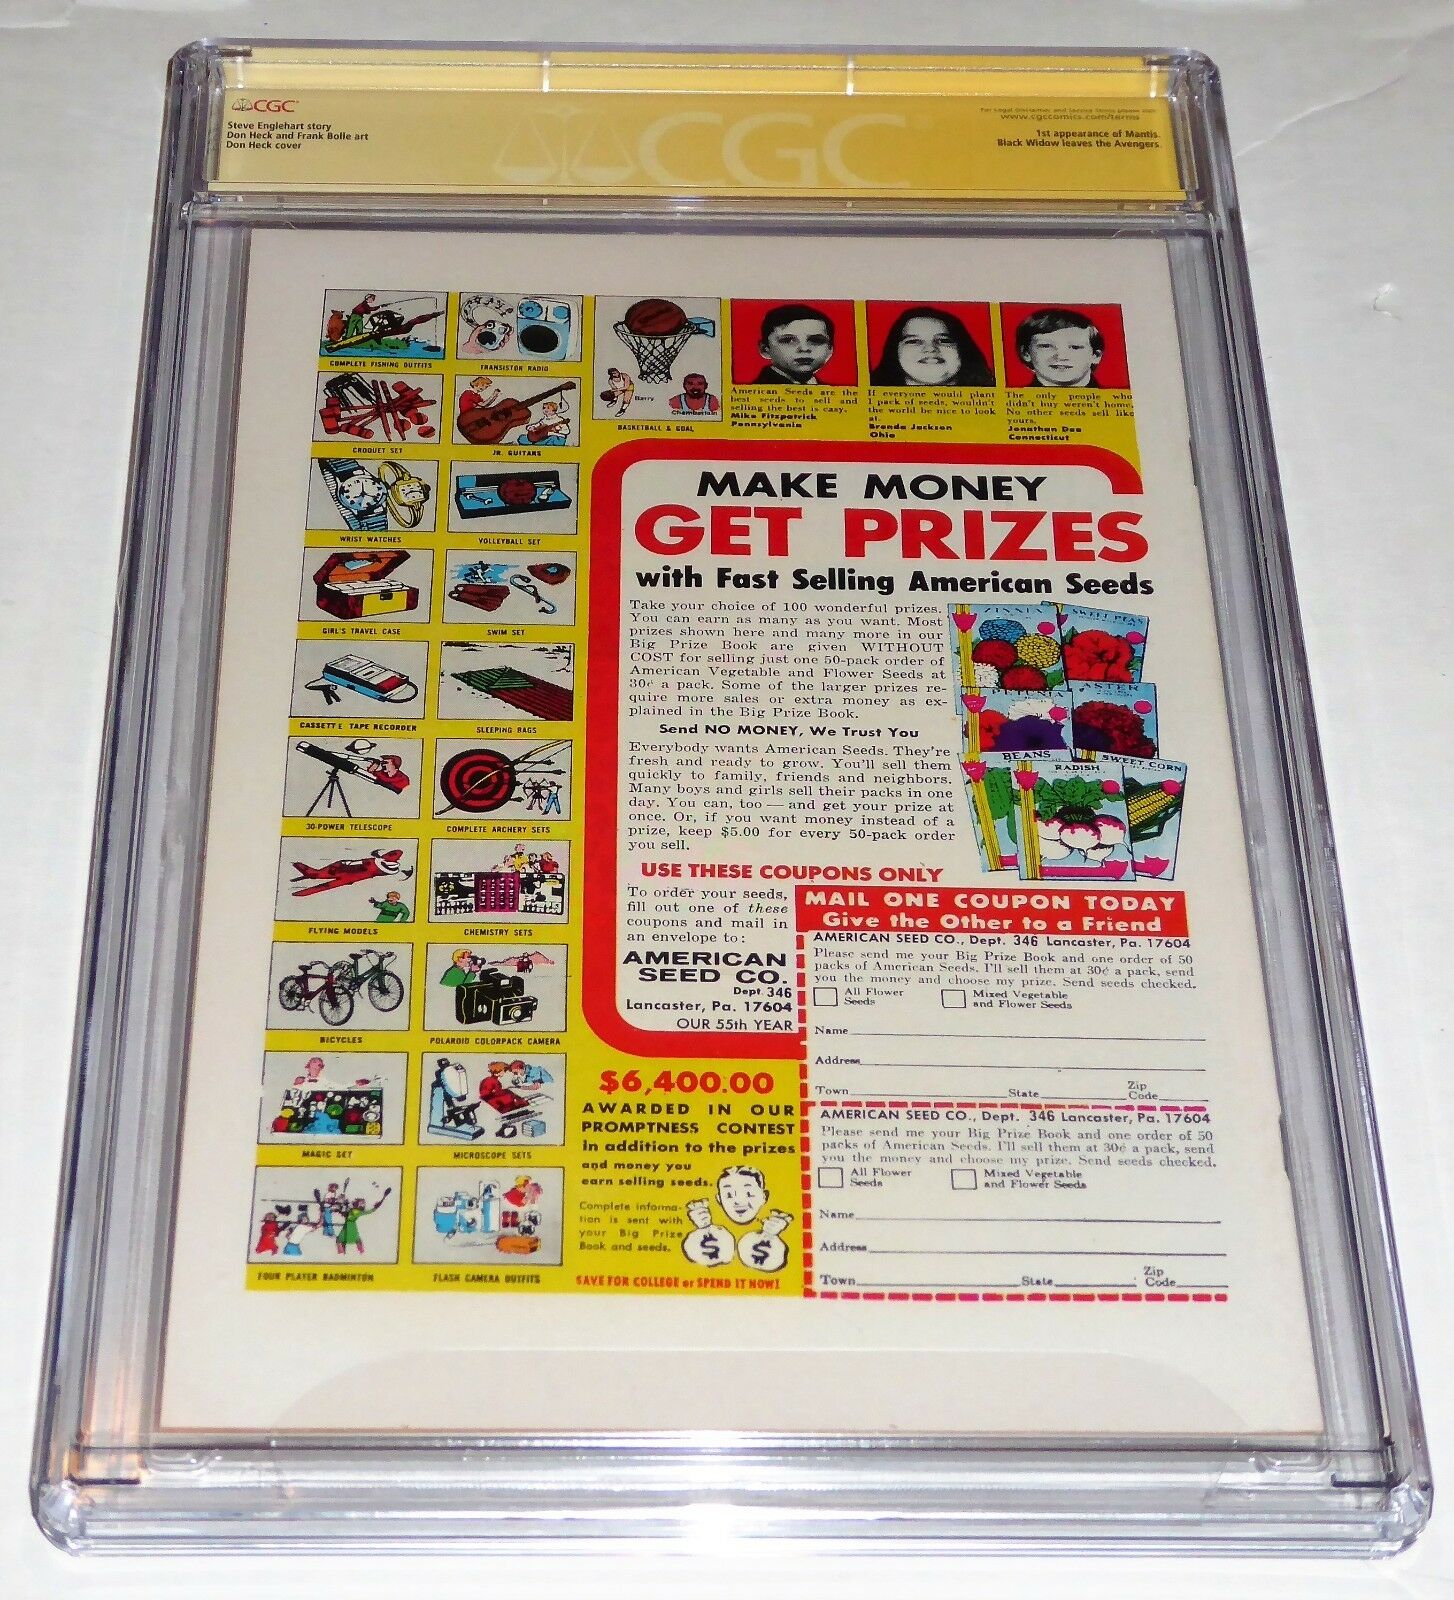 CGC
Steve Englehart story
Don Heck and Frank Bolle art
Don Heck cover
CGC
www.cgccomics.com/terms
1st appearance of Mantis.
Black Widow leaves the Avengers.
COMPLETE FISHING OUTFITS
TRANSISTOR RADIO
Barry
Chamberlain
BASKETBALL & GOAL
CROQUET SET
JR. GUITARS
WRIST WATCHES
VOLLEYBALL SET
GIRL'S TRAVEL CASE
SWIM SET
CASSETTE TAPE RECORDER
SLEEPING BAGS
30-POWER TELESCOPE
COMPLETE ARCHERY SETS
FLYING MODELS
CHEMISTRY SETS
BICYCLES
POLAROID COLORPACK CAMERA
MAGIC SET
MICROSCOPE SETS
FOUR PLAYER BADMINTON
FLASH CAMERA OUTFITS
American Seeds are the
best seeds to sell and
selling the best is easy.
Mike Fitzpatrick
Pennsylvania
If everyone would plant
1 pack of seeds, wouldn't
the world be nice to look
at.
Brenda Jackson
Ohio
The only people who
didn't buy weren't home.
No other seeds sell like
yours.
Jonathan Dee
Connecticut
MAKE MONEY
GET PRIZES
with Fast Selling American Seeds
Take your choice of 100 wonderful prizes.
You can earn as many as you want. Most
prizes shown here and many more in our
Big Prize Book are given WITHOUT
COST for selling just one 50-pack order of
American Vegetable and Flower Seeds at
30¢ a pack. Some of the larger prizes re-
quire more sales or extra money as ex-
plained in the Big Prize Book.
Send NO MONEY, We Trust You
Everybody wants American Seeds. They're
fresh and ready to grow. You'll sell them
quickly to family, friends and neighbors.
Many boys and girls sell their packs in one
day. You can, too — and get your prize at
once. Or, if you want money instead of a
prize, keep $5.00 for every 50-pack order
you sell.
ZINNIA
SWEET PEAS
PETUNIA
ASTER
BEANS
RADISH
SWEET CORN
USE THESE COUPONS ONLY
To order your seeds,
fill out one of these
coupons and mail in
an envelope to:
AMERICAN
SEED CO.
Dept. 346
Lancaster, Pa. 17604
OUR 55th YEAR
MAIL ONE COUPON TODAY
Give the Other to a Friend
AMERICAN SEED CO., Dept. 346 Lancaster, Pa. 17604
Please send me your Big Prize Book and one order of 50
packs of American Seeds. I'll sell them at 30¢ a pack, send
you the money and choose my prize. Send seeds checked.
All Flower
Seeds
Mixed Vegetable
and Flower Seeds
Name
Address
Town State Zip Code
AMERICAN SEED CO., Dept. 346 Lancaster, Pa. 17604
Please send me your Big Prize Book and one order of 50
packs of American Seeds. I'll sell them at 30¢ a pack, send
you the money and choose my prize. Send seeds checked.
All Flower
Seeds
Mixed Vegetable
and Flower Seeds
Name
Address
Town State Zip Code
$6,400.00
AWARDED IN OUR
PROMPTNESS CONTEST
In addition to the prizes
and money you
earn selling seeds.
Complete informa-
tion is sent with
your Big Prize
Book and seeds.
$ $
SAVE FOR COLLEGE or SPEND IT NOW!